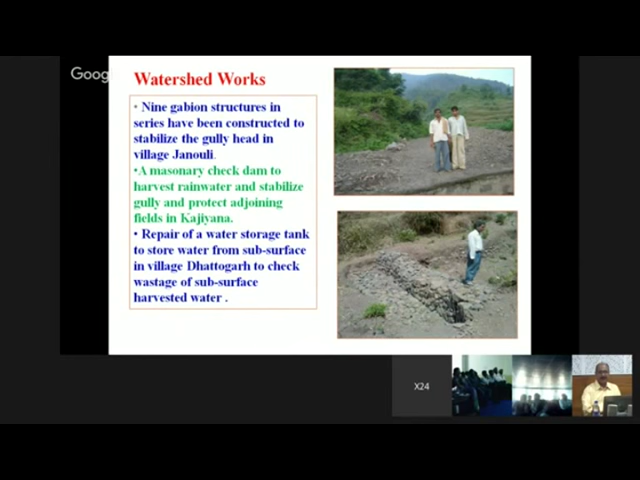 Goog
Watershed Works
• Nine gabion structures in
series have been constructed to
stabilize the gully head in
village Janouli.
•A masonary check dam to
harvest rainwater and stabilize
gully and protect adjoining
fields in Kajiyana.
• Repair of a water storage tank
to store water from sub-surface
in village Dhattogarh to check
wastage of sub-surface
harvested water .
X24